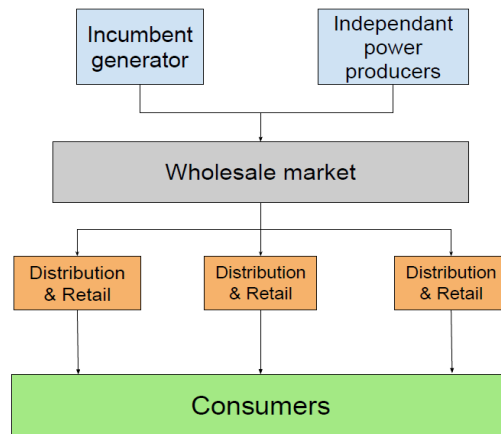 Incumbent
generator
Independant
power
producers
Wholesale market
Distribution
& Retail
Distribution
& Retail
Distribution
& Retail
Consumers